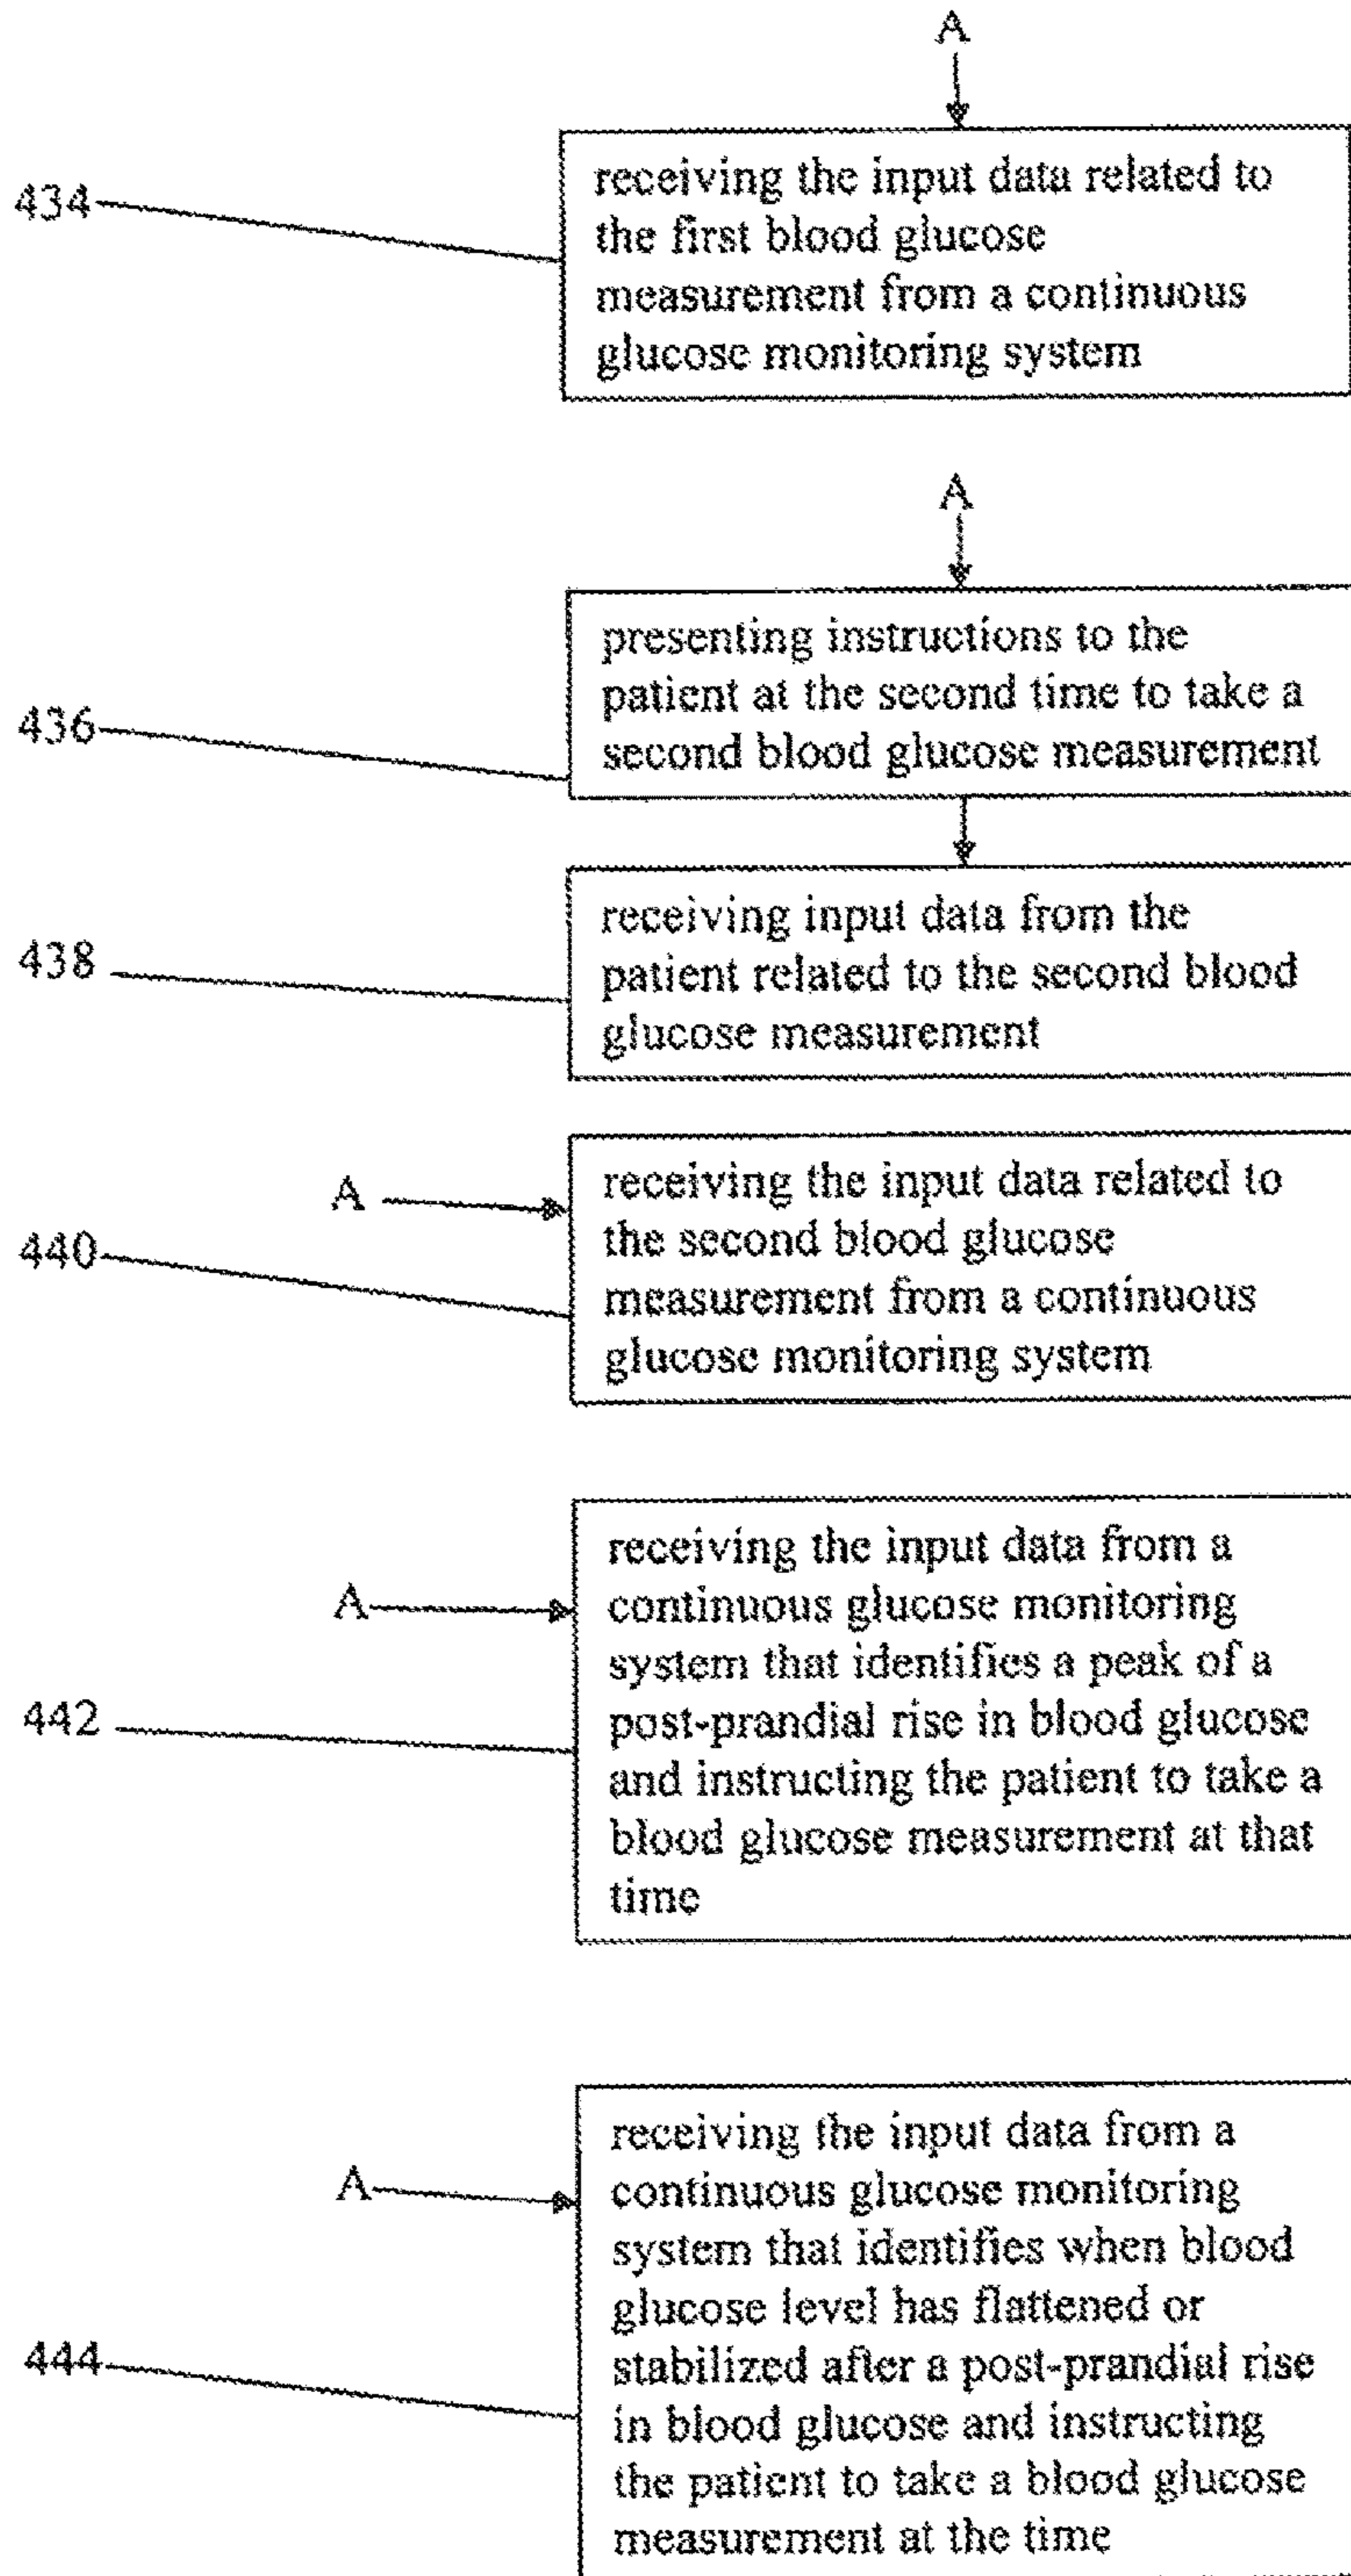 A
434
receiving the input data related to
the first blood glucose
measurement from a continuous
glucose monitoring system
A
436
presenting instructions to the
patient at the second time to take a
second blood glucose measurement
438
receiving input data from the
patient related to the second blood
glucose measurement
A
440
receiving the input data related to
the second blood glucose
measurement from a continuous
glucose monitoring system
A
442
receiving the input data from a
continuous glucose monitoring
system that identifies a peak of a
post-prandial rise in blood glucose
and instructing the patient to take a
blood glucose measurement at that
time
A
444
receiving the input data from a
continuous glucose monitoring
system that identifies when blood
glucose level has flattened or
stabilized after a post-prandial rise
in blood glucose and instructing
the patient to take a blood glucose
measurement at the time